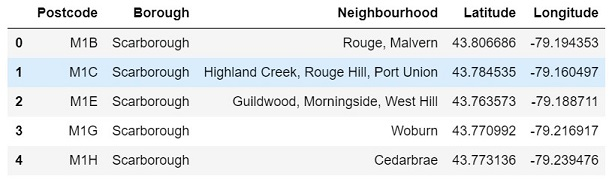 Postcode Borough Neighbourhood Latitude Longitude
0 M1B Scarborough Rouge, Malvern 43.806686 -79.194353
1 M1C Scarborough Highland Creek, Rouge Hill, Port Union 43.784535 -79.160497
2 M1E Scarborough Guildwood, Morningside, West Hill 43.763573 -79.188711
3 M1G Scarborough Woburn 43.770992 -79.216917
4 M1H Scarborough Cedarbrae 43.773136 -79.239476